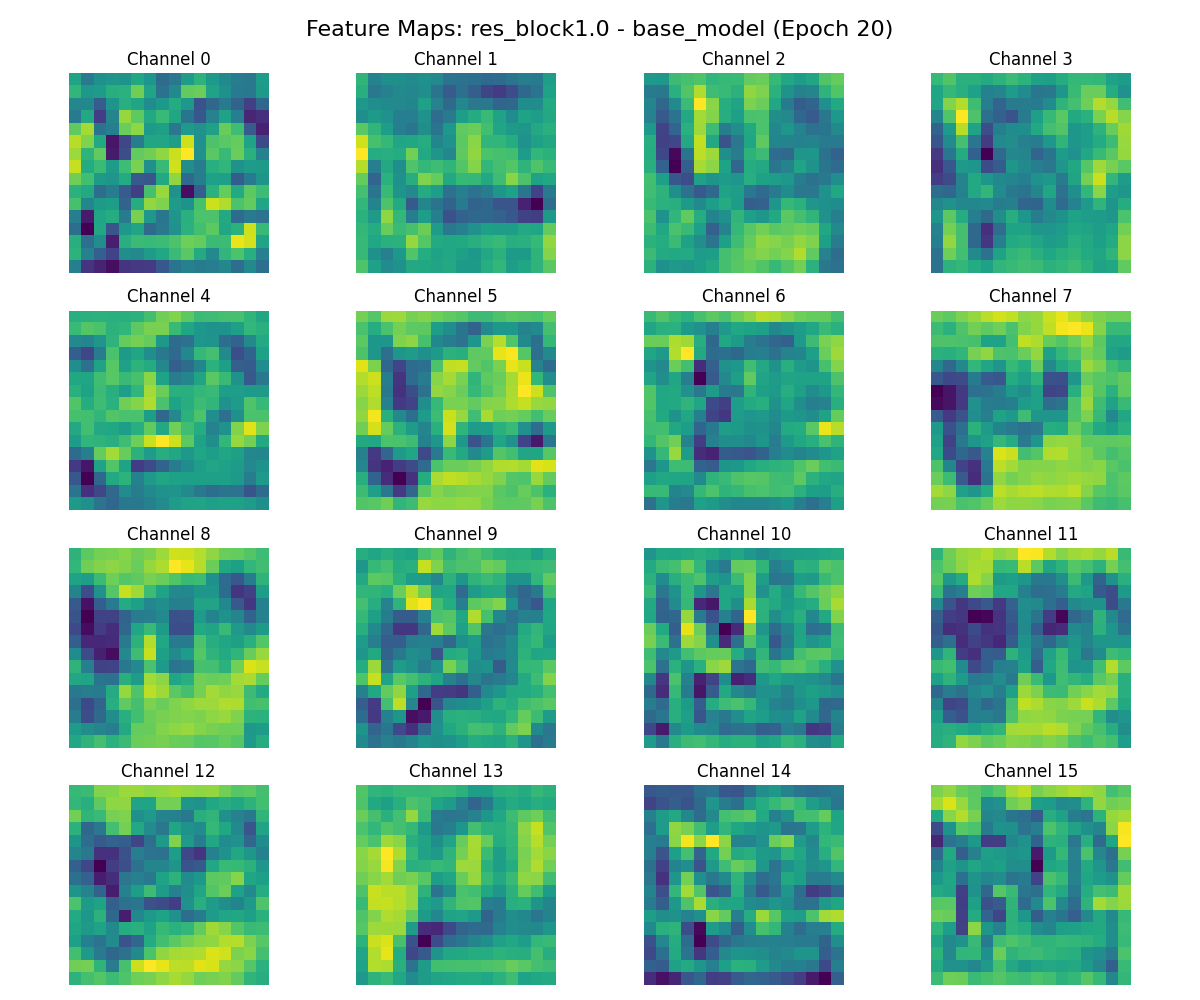 Feature Maps: res_block1.0 - base_model (Epoch 20)
Channel 0
Channel 1
Channel 2
Channel 3
Channel 4
Channel 5
Channel 6
Channel 7
Channel 8
Channel 9
Channel 10
Channel 11
Channel 12
Channel 13
Channel 14
Channel 15